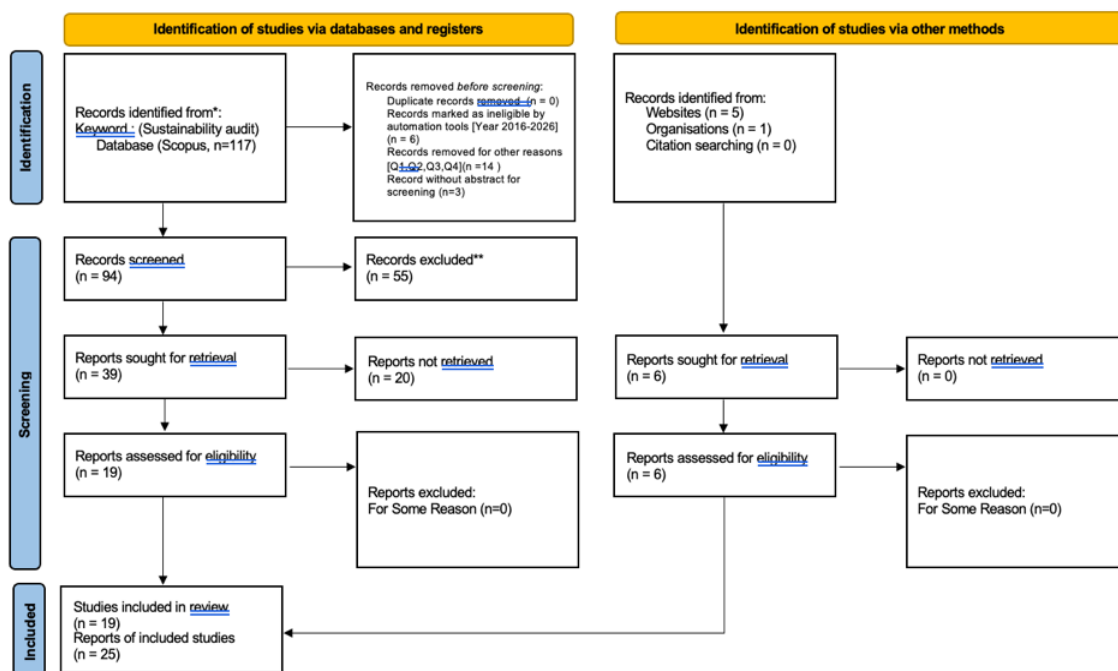 Identification of studies via databases and registers
Identification of studies via other methods
Identification
Records identified from*:
Keyword : (Sustainability audit)
Database (Scopus, n=117)
Records removed before screening:
Duplicate records removed (n = 0)
Records marked as ineligible by
automation tools [Year 2016-2026]
(n = 6)
Records removed for other reasons
[Q1,Q2,Q3,Q4](n =14 )
Record without abstract for
screening (n=3)
Records identified from:
Websites (n = 5)
Organisations (n = 1)
Citation searching (n = 0)
Screening
Records screened
(n = 94)
Records excluded**
(n = 55)
Reports sought for retrieval
(n = 39)
Reports not retrieved
(n = 20)
Reports sought for retrieval
(n = 6)
Reports not retrieved
(n = 0)
Reports assessed for eligibility
(n = 19)
Reports excluded:
For Some Reason (n=0)
Reports assessed for eligibility
(n = 6)
Reports excluded:
For Some Reason (n=0)
Included
Studies included in review
(n = 19)
Reports of included studies
(n = 25)